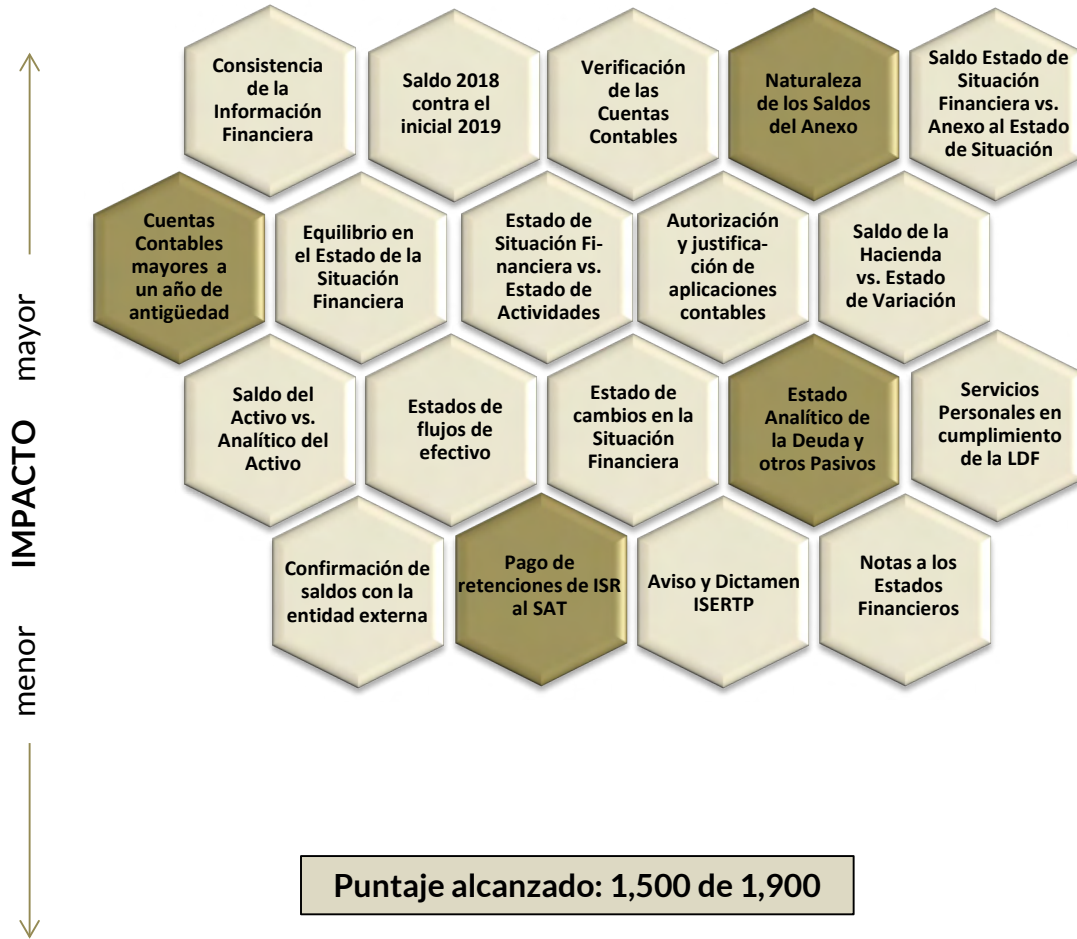 Consistencia
de la
Información
Financiera
Saldo 2018
contra el
inicial 2019
Verificación
de las
Cuentas
Contables
Naturaleza
de los Saldos
del Anexo
Saldo Estado de
Situación
Financiera vs.
Anexo al Estado
de Situación
Cuentas
Contables
mayores a
un año de
antigüedad
Equilibrio en
el Estado de la
Situación
Financiera
Estado de
Situación Fi-
nanciera vs.
Estado de
Actividades
Autorización
y justifica-
ción de
aplicaciones
contables
Saldo de la
Hacienda
vs. Estado
de Variación
Saldo del
Activo vs.
Analítico del
Activo
Estados de
flujos de
efectivo
Estado de
cambios en la
Situación
Financiera
Estado
Analítico de
la Deuda y
otros Pasivos
Servicios
Personales en
cumplimiento
de la LDF
Confirmación de
saldos con la
entidad externa
Pago de
retenciones de ISR
al SAT
Aviso y Dictamen
ISERTP
Notas a los
Estados
Financieros
menor IMPACTO mayor
Puntaje alcanzado: 1,500 de 1,900